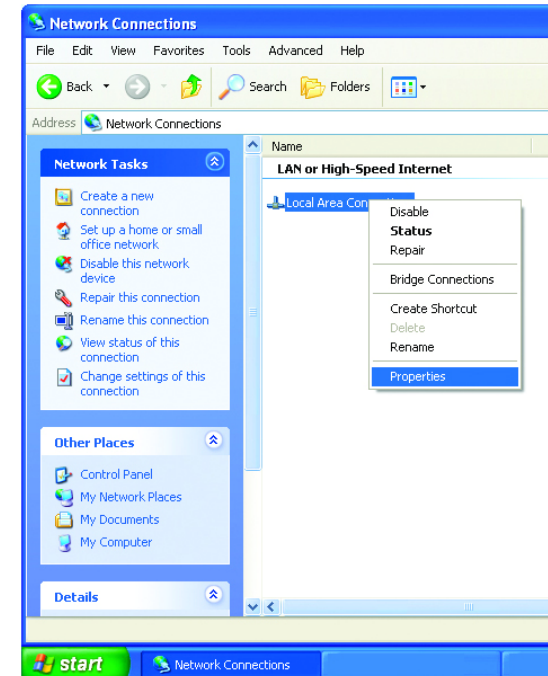 Network Connections
File Edit View Favorites Tools Advanced Help
Back Search Folders
Address Network Connections
Network Tasks
Create a new
connection
Set up a home or small
office network
Disable this network
device
Repair this connection
Rename this connection
View status of this
connection
Change settings of this
connection
Other Places
Control Panel
My Network Places
My Documents
My Computer
Details
Name
LAN or High-Speed Internet
Local Area
Disable
Status
Repair
Bridge Connections
Create Shortcut
Delete
Rename
Properties
start Network Connections